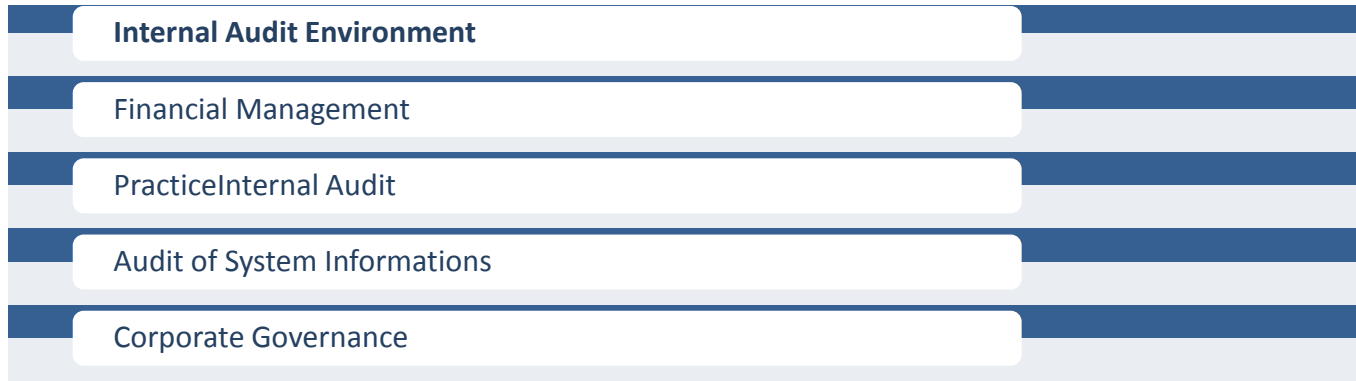 Internal Audit Environment
Financial Management
PracticeInternal Audit
Audit of System Informations
Corporate Governance